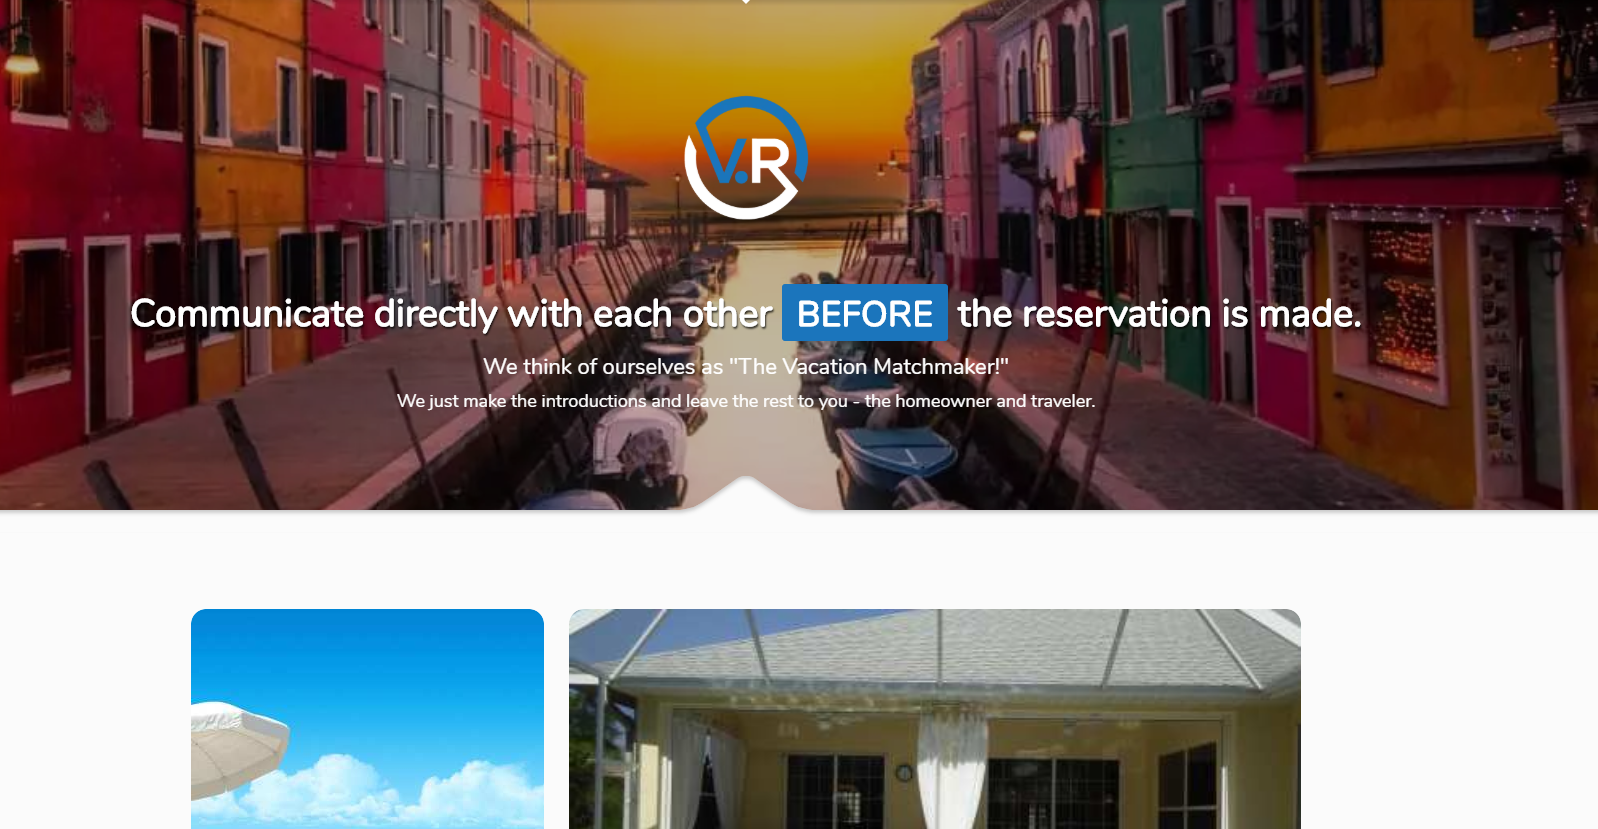 V.R
Communicate directly with each other BEFORE the reservation is made.
We think of ourselves as "The Vacation Matchmaker!"
We just make the introductions and leave the rest to you - the homeowner and traveler.